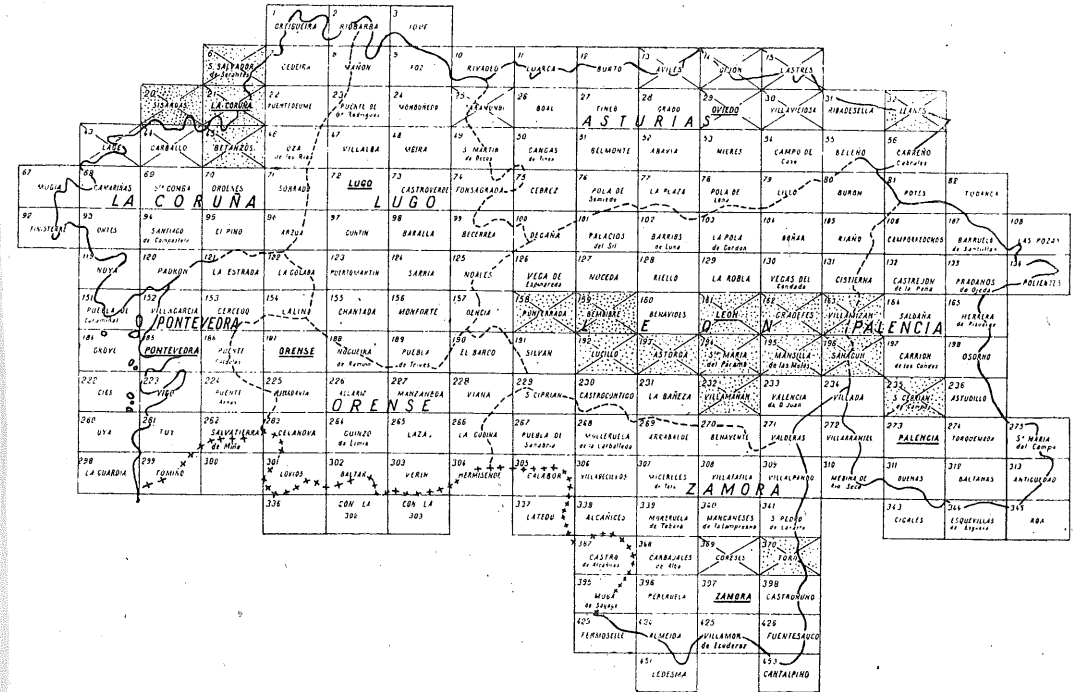 1 2 3
ORTIGUEIRA RIOBARBA JOVE
6 7 8 9 10 11 12 13 14 15
S. SALVADOR de Serantes CEDEIRA MAÑON FOZ RIVADEO LUARCA BUSTO AVILES GIJON LASTRES
20 21 22 23 24 25 26 27 28 29 30 31 32
SISARGAS LA CORUÑA PUENTEDEUME PUENTE DE Gª Rodriguez MONDOÑEDO TARAMUNDI BOAL TINEO GRADO OVIEDO VILLAVICIOSA RIBADESELLA LLANES
ASTURIAS
43 44 45 46 47 48 49 50 51 52 53 54 55 56
LAGE CARBALLO BETANZOS OZA de los Rios VILLALBA MEIRA S. MARTIN de Oscos CANGAS de Tineo BELMONTE ABAVIA MIERES CAMPO DE Caso BELEÑO CARREÑO Cabrales
67 68 69 70 71 72 73 74 75 76 77 78 79 80 81 82
MUGIA CAMARIÑAS Sta COMBA ORDENES SOBRADO LUGO CASTROVERDE FONSAGRADA CEBREZ POLA DE Somiedo LA PLAZA POLA DE Lena LILLO BURON POTES TUDANCA
LA CORUÑA LUGO
92 93 94 95 96 97 98 99 100 101 102 103 104 105 106 107 108
FINISTERRE OUTES SANTIAGO de Compostela EL PINO ARZUA GUNTIN BARALLA BECERREA DEGAÑA PALACIOS del Sil BARRIOS de Luna LA POLA de Gordon BOÑAR RIAÑO CAMPORREDONDO BARRUELO de Santullan LAS ROZAS
119 120 121 122 123 124 125 126 127 128 129 130 131 132 133 134
NOYA PADRON LA ESTRADA LA GOLADA PUERTOMARIN SARRIA NOALES VEGA DE Espinareda NOCEDA RIELLO LA ROBLA VEGAS DEL Condado CISTIERNA CASTREJON de la Peña PRADANOS de Ojeda POLIENTES
151 152 153 154 155 156 157 158 159 160 161 162 163 164 165
PUEBLA DE Caramiñal VILLAGARCIA CERCEDO LALIN CHANTADA MONFORTE OENCIA PONFERRADA BEMBIBRE BENAVIDES LEON GRADEFES VILLAMIZAN SALDAÑA HERRERA de Pisuerga
PONTEVEDRA LEON PALENCIA
184 185 186 187 188 189 190 191 192 193 194 195 196 197 198
GROVE PONTEVEDRA PUENTE Caldelas ORENSE NOGUEIRA de Ramuin PUEBLA de Trives EL BARCO SILVAN LUCILLO ASTORGA Sta MARIA del Paramo MANSILLA de las Mulas SAHAGUN CARRION de los Condes OSORNO
222 223 224 225 226 227 228 229 230 231 232 233 234 235 236
CIES VIGO PUENTE Areas RIBADAVIA ALLARIZ MANZANEDA VIANA S CIPRIAN CASTROCONTIGO LA BAÑEZA VILLAMAÑAN VALENCIA de D Juan VILLADA S. CEBRIAN de Campos ASTUDILLO
ORENSE
260 261 262 263 264 265 266 267 268 269 270 271 272 273 274 275
OYA TUY SALVATIERRA de Miño CELANOVA GUINZO de Limia LAZA LA GUDIÑA PUEBLA DE Sanabria MOLLERUELA de la Carballeda ARRABALDE BENAVENTE VALDERAS VILLARRAMIEL PALENCIA TORQUEMADA Sta MARIA del Campo
298 299 300 301 302 303 304 305 306 307 308 309 310 311 312 313
LA GUARDIA TOMIÑO LOVIOS BALTAR VERIN HERMISENDE CALABOR VILLAVECILLOS MICERECES de Tera VILLAFAFILA VILLALPANDO MEDINA DE Rio Seco DUEÑAS BALTANAS ANTIGÜEDAD
ZAMORA
336 CON LA 302 CON LA 303 337 338 339 340 341 343 344 345
LATEDO ALCAÑICES MORERUELA de Tabara MANGANESES de la Lampreana S. PEDRO de Latarce CIGALES ESQUEVILLAS de Esgueva ROA
367 368 369 370
CASTRO de Alcañices CARBAJALES de Alba CORESES TORO
395 396 397 398
MUGA de Sayago PERERUELA ZAMORA CASTRONUÑO
423 424 425 426
FERMOSELLE ALMEIDA VILLAMOR de Escuderos FUENTESAUCO
451 453
LEDESMA CANTALPINO